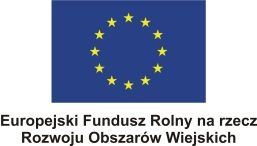 Europejski Fundusz Rolny na rzecz
Rozwoju Obszarów Wiejskich